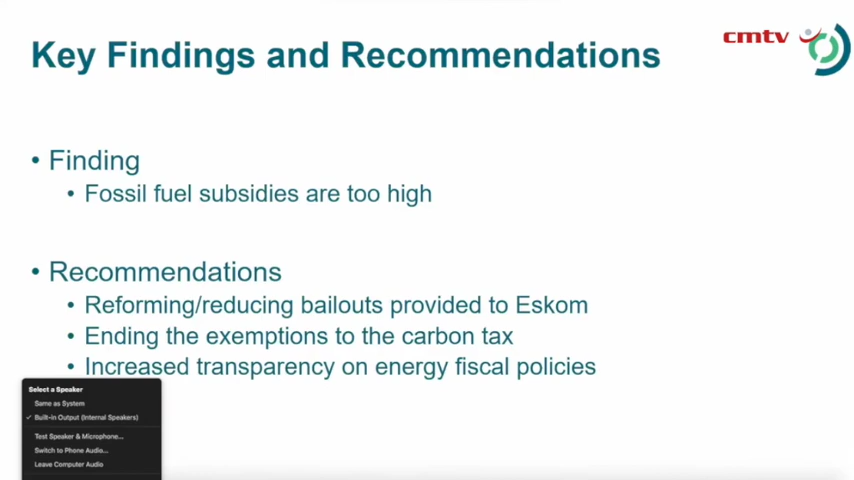 cmtv
Key Findings and Recommendations
• Finding
• Fossil fuel subsidies are too high
• Recommendations
• Reforming/reducing bailouts provided to Eskom
• Ending the exemptions to the carbon tax
• Increased transparency on energy fiscal policies
Select a Speaker
Same as System
✓ Built-in Output (Internal Speakers)
Test Speaker & Microphone...
Switch to Phone Audio...
Leave Computer Audio